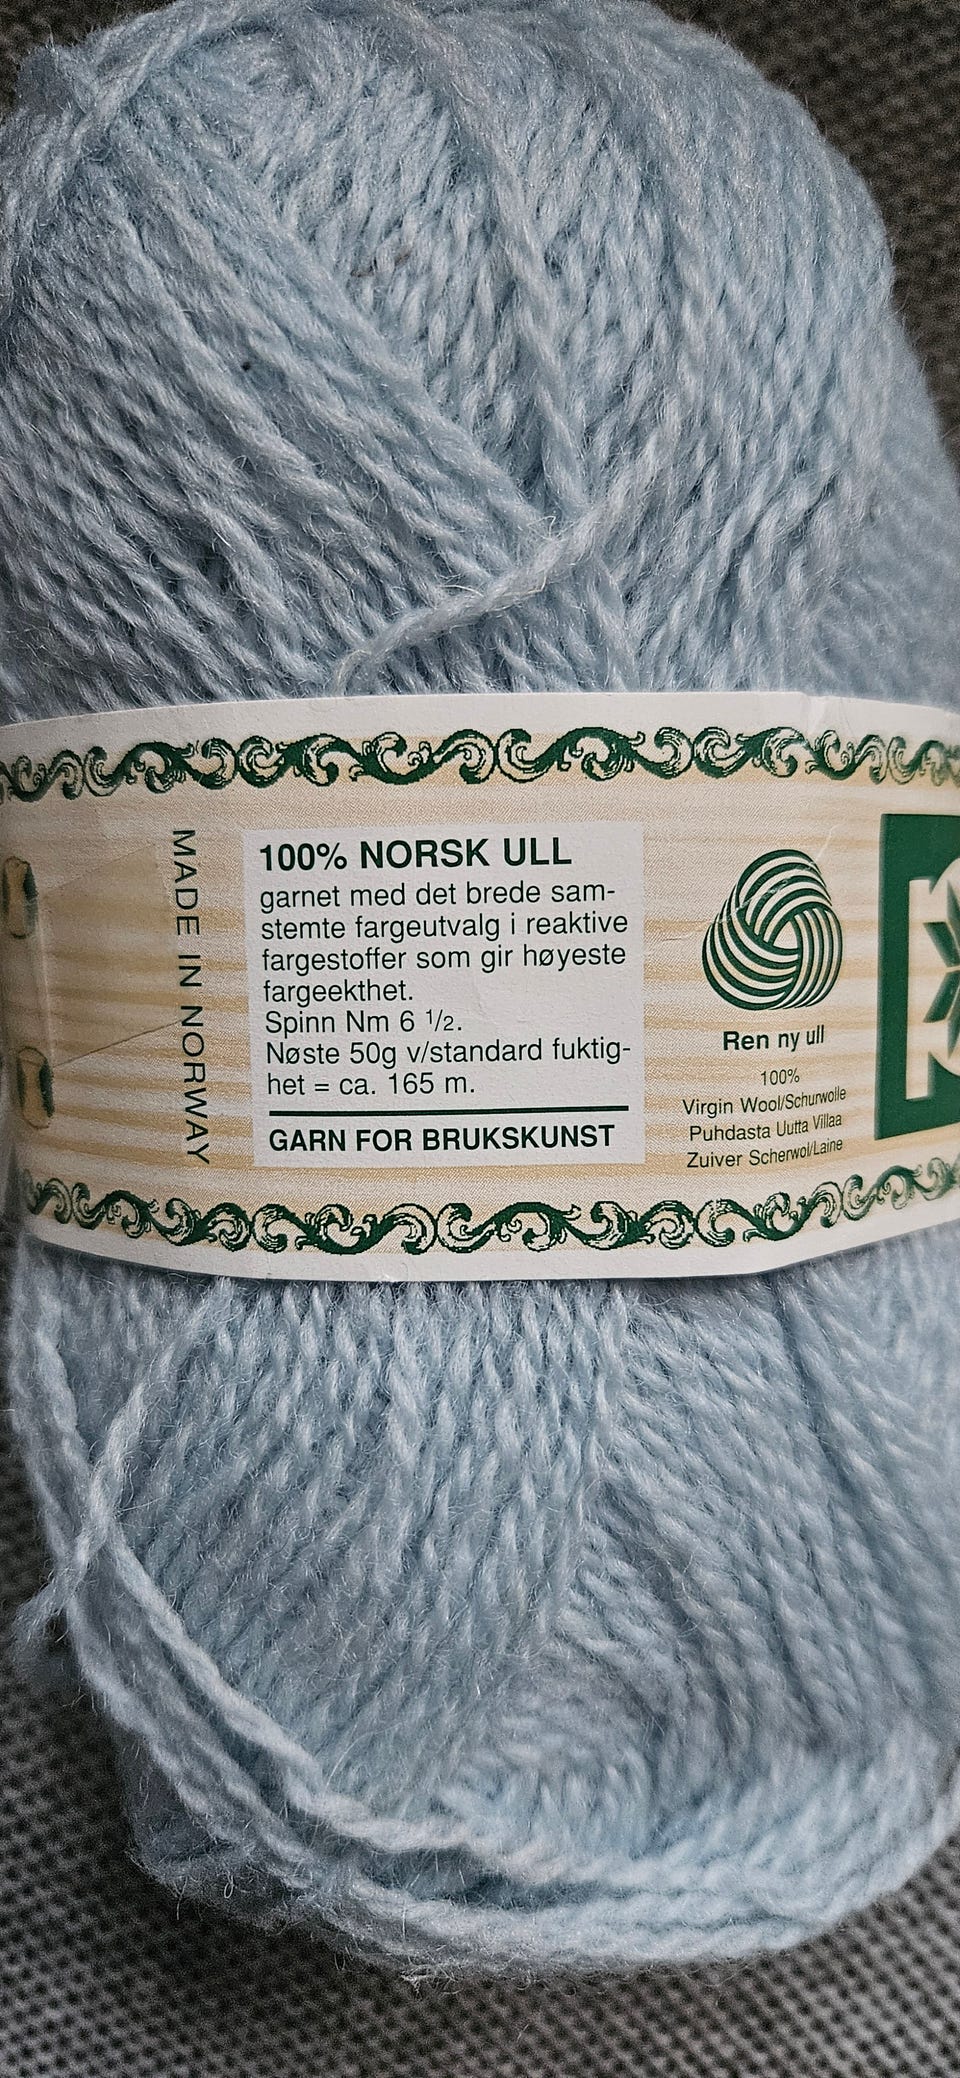 MADE IN NORWAY
100% NORSK ULL
garnet med det brede sam-
stemte fargeutvalg i reaktive
fargestoffer som gir høyeste
fargeekthet.
Spinn Nm 6 1/2.
Nøste 50g v/standard fuktig-
het = ca. 165 m.
GARN FOR BRUKSKUNST
Ren ny ull
100%
Virgin Wool/Schurwolle
Puhdasta Uutta Villaa
Zuiver Scherwol/Laine